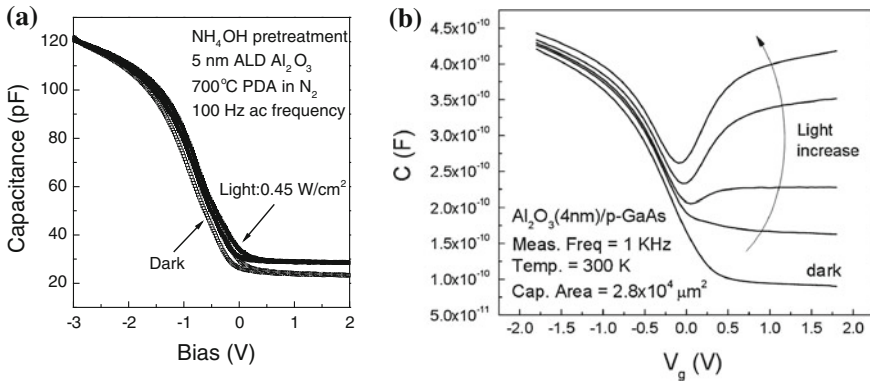 (a)
Capacitance (pF)
120
100
80
60
40
20
NH₄OH pretreatment
5 nm ALD Al₂O₃
700°C PDA in N₂
100 Hz ac frequency
Light:0.45 W/cm²
Dark
-3
-2
-1
0
1
2
Bias (V)
(b)
C (F)
4.5x10⁻¹⁰
4.0x10⁻¹⁰
3.5x10⁻¹⁰
3.0x10⁻¹⁰
2.5x10⁻¹⁰
2.0x10⁻¹⁰
1.5x10⁻¹⁰
1.0x10⁻¹⁰
5.0x10⁻¹¹
Light
increase
Al₂O₃(4nm)/p-GaAs
Meas. Freq = 1 KHz
Temp. = 300 K
Cap. Area = 2.8x10⁴ μm²
dark
-2.0
-1.5
-1.0
-0.5
0.0
0.5
1.0
1.5
2.0
V_g (V)